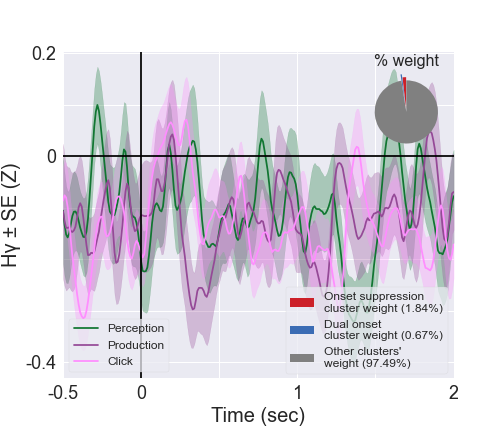 % weight
0.2
0
-0.4
Hγ ± SE (Z)
Perception
Production
Click
Onset suppression
cluster weight (1.84%)
Dual onset
cluster weight (0.67%)
Other clusters'
weight (97.49%)
-0.5
0
1
2
Time (sec)